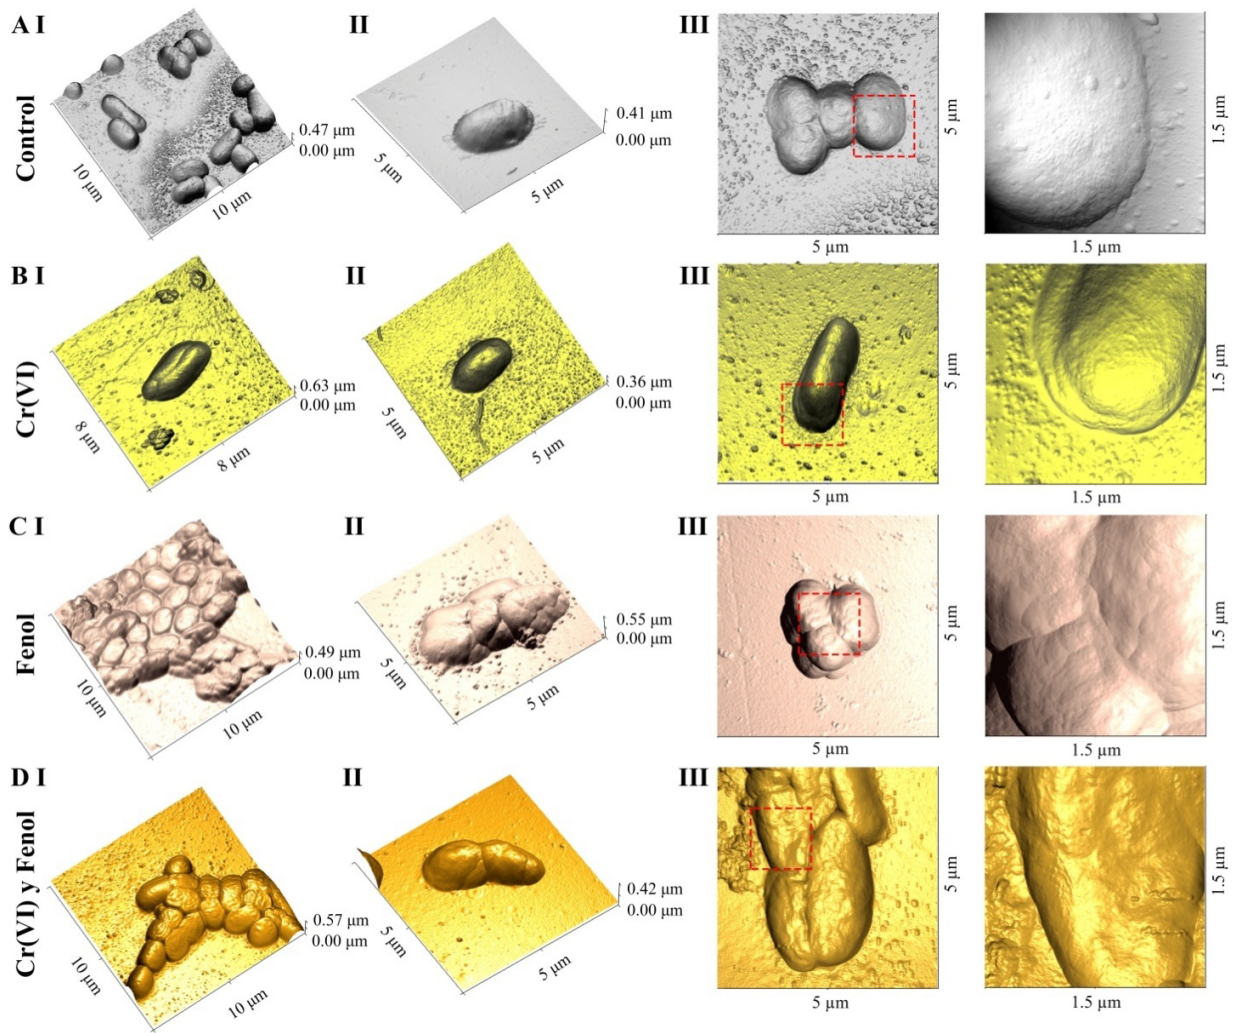 A I
II
III
Control
0.47 µm
0.00 µm
10 µm
10 µm
0.41 µm
0.00 µm
5 µm
5 µm
5 µm
5 µm
1.5 µm
1.5 µm
B I
II
III
Cr(VI)
0.63 µm
0.00 µm
8 µm
8 µm
0.36 µm
0.00 µm
5 µm
5 µm
5 µm
5 µm
1.5 µm
1.5 µm
C I
II
III
Fenol
0.49 µm
0.00 µm
10 µm
10 µm
0.55 µm
0.00 µm
5 µm
5 µm
5 µm
5 µm
1.5 µm
1.5 µm
D I
II
III
Cr(VI) y Fenol
0.57 µm
0.00 µm
10 µm
10 µm
0.42 µm
0.00 µm
5 µm
5 µm
5 µm
5 µm
1.5 µm
1.5 µm